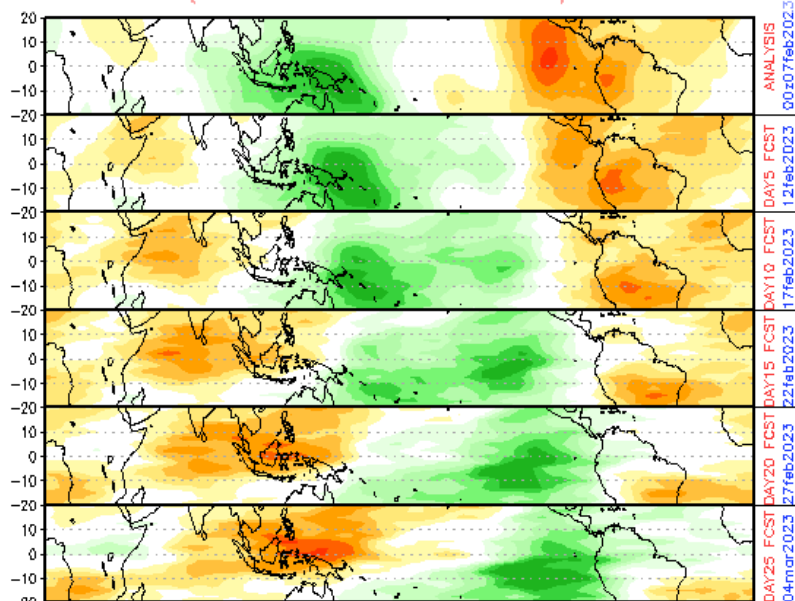 20
10
0
−10
−20
ANALYSIS
00z07feb2023
10
0
−10
−20
DAY5 FCST
12feb2023
10
0
−10
−20
DAY10 FCST
17feb2023
10
0
−10
−20
DAY15 FCST
22feb2023
10
0
−10
−20
DAY20 FCST
27feb2023
10
0
−10
−20
DAY25 FCST
04mar2023